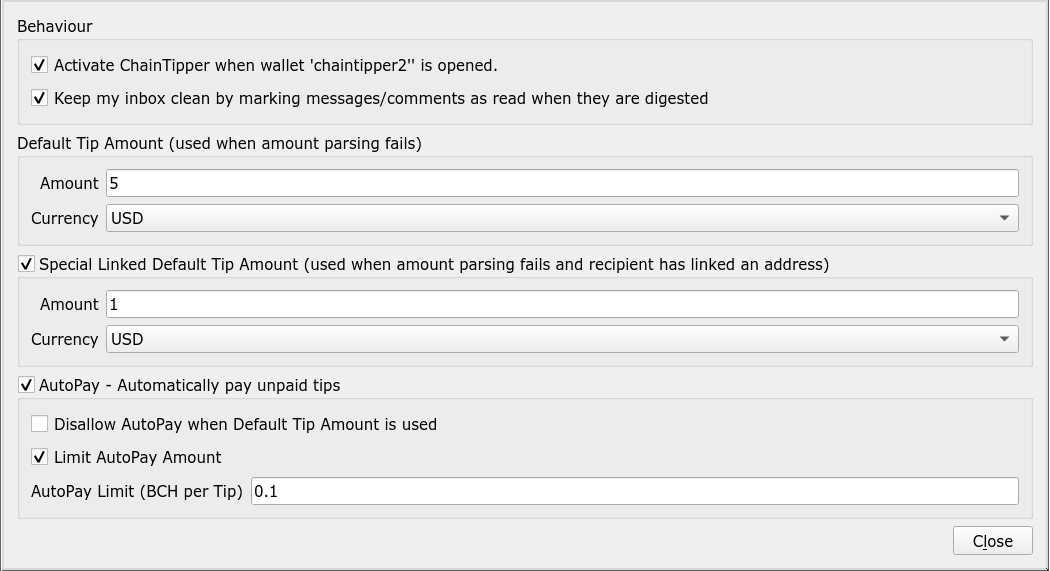 Behaviour
Activate ChainTipper when wallet 'chaintipper2'' is opened.
Keep my inbox clean by marking messages/comments as read when they are digested
Default Tip Amount (used when amount parsing fails)
Amount 5
Currency USD
Special Linked Default Tip Amount (used when amount parsing fails and recipient has linked an address)
Amount 1
Currency USD
AutoPay - Automatically pay unpaid tips
Disallow AutoPay when Default Tip Amount is used
Limit AutoPay Amount
AutoPay Limit (BCH per Tip) 0.1
Close